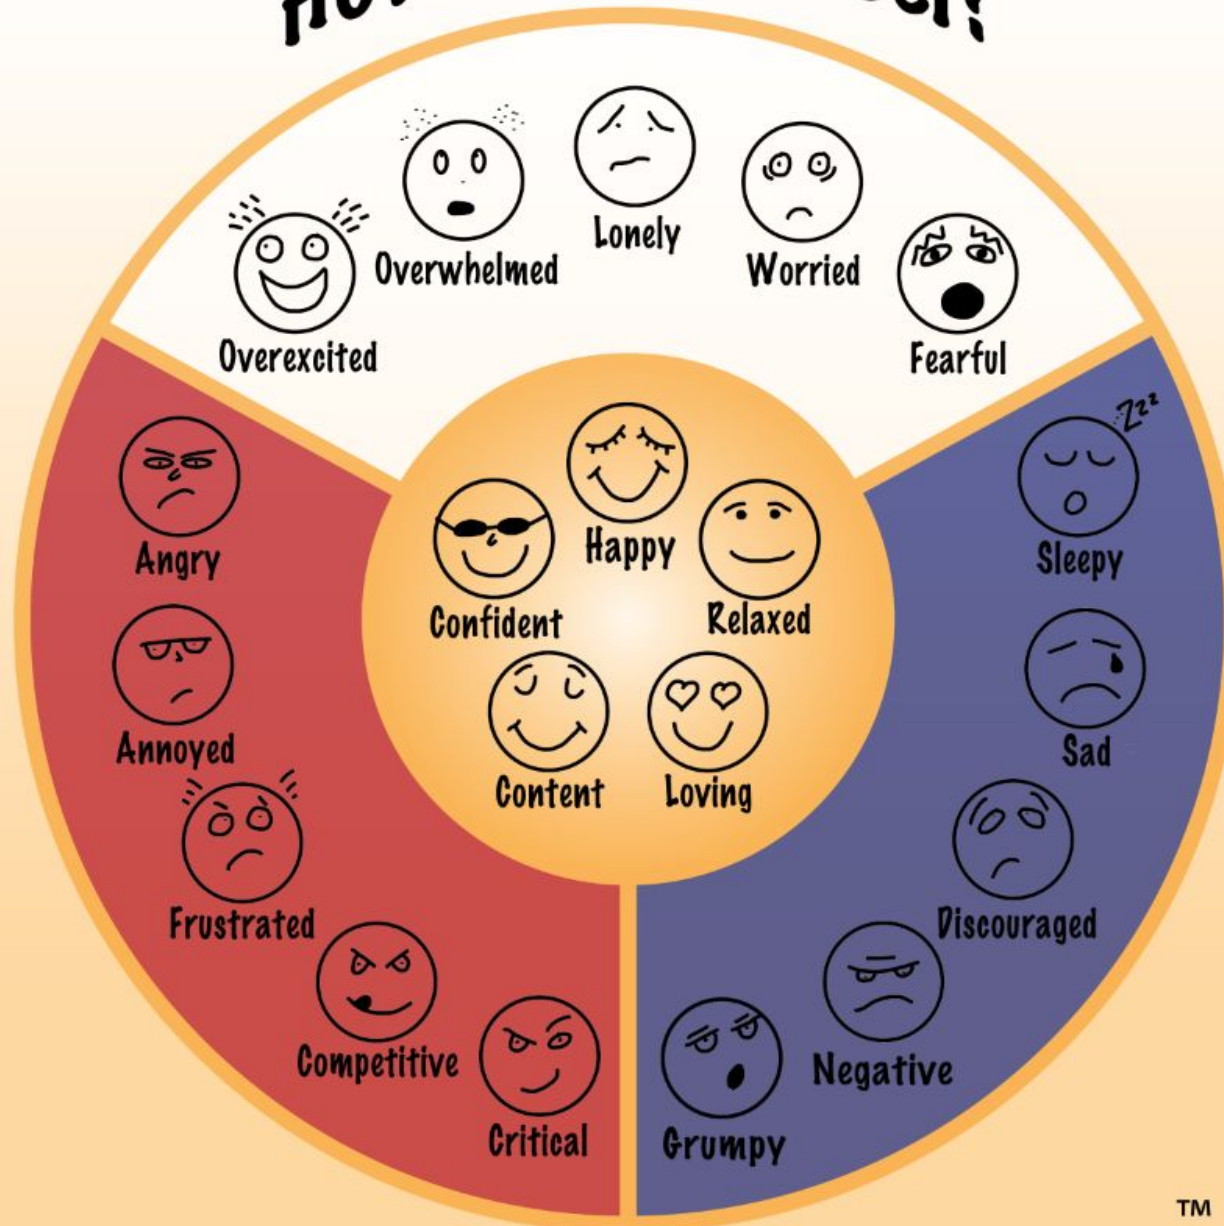 Overexcited
Overwhelmed
Lonely
Worried
Fearful
Angry
Annoyed
Frustrated
Competitive
Critical
Confident
Happy
Relaxed
Content
Loving
Zzz
Sleepy
Sad
Discouraged
Negative
Grumpy
TM